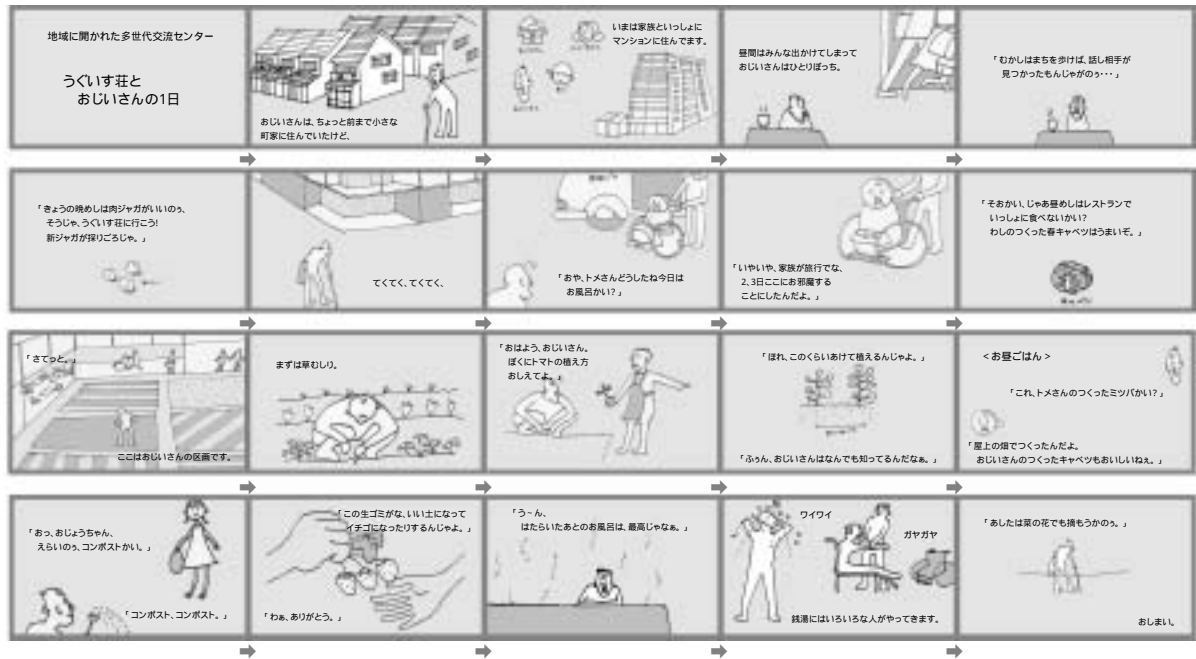 地域に開かれた多世代交流センター
うぐいす荘と
おじいさんの1日
おじいさんは、ちょっと前まで小さな
町家に住んでいたけど、
いまは家族といっしょに
マンションに住んでます。
昼間はみんな出かけてしまって
おじいさんはひとりぼっち。
「むかしはまちを歩けば、話し相手が
見つかったもんじゃがのぅ・・・」
「きょうの晩めしは肉ジャガがいいのぅ、
そうじゃ、うぐいす荘に行こう!
新ジャガが採りごろじゃ。」
てくてく、てくてく、
「おや、トメさんどうしたね今日は
お風呂かい?」
「いやいや、家族が旅行でな、
2、3日ここにお邪魔する
ことにしたんだよ。」
「そおかい、じゃあ昼めしはレストランで
いっしょに食べないかい?
わしのつくった春キャベツはうまいぞ。」
「さてっと。」
ここはおじいさんの区画です。
まずは草むしり。
「おはよう、おじいさん。
ぼくにトマトの植え方
おしえてよ。」
「ほれ、このくらいあけて植えるんじゃよ。」
「ふぅん、おじいさんはなんでも知ってるんだなぁ。」
<お昼ごはん>
「これ、トメさんのつくったミツバかい?」
「屋上の畑でつくったんだよ。
おじいさんのつくったキャベツもおいしいねぇ。」
「おっ、おじょうちゃん、
えらいのぅ、コンポストかい。」
「コンポスト、コンポスト。」
「この生ゴミがな、いい土になって
イチゴになったりするんじゃよ。」
「わぁ、ありがとう。」
「う~ん、
はたらいたあとのお風呂は、最高じゃなぁ。」
ワイワイ
ガヤガヤ
銭湯にはいろいろな人がやってきます。
「あしたは菜の花でも摘もうかのぅ。」
おしまい。